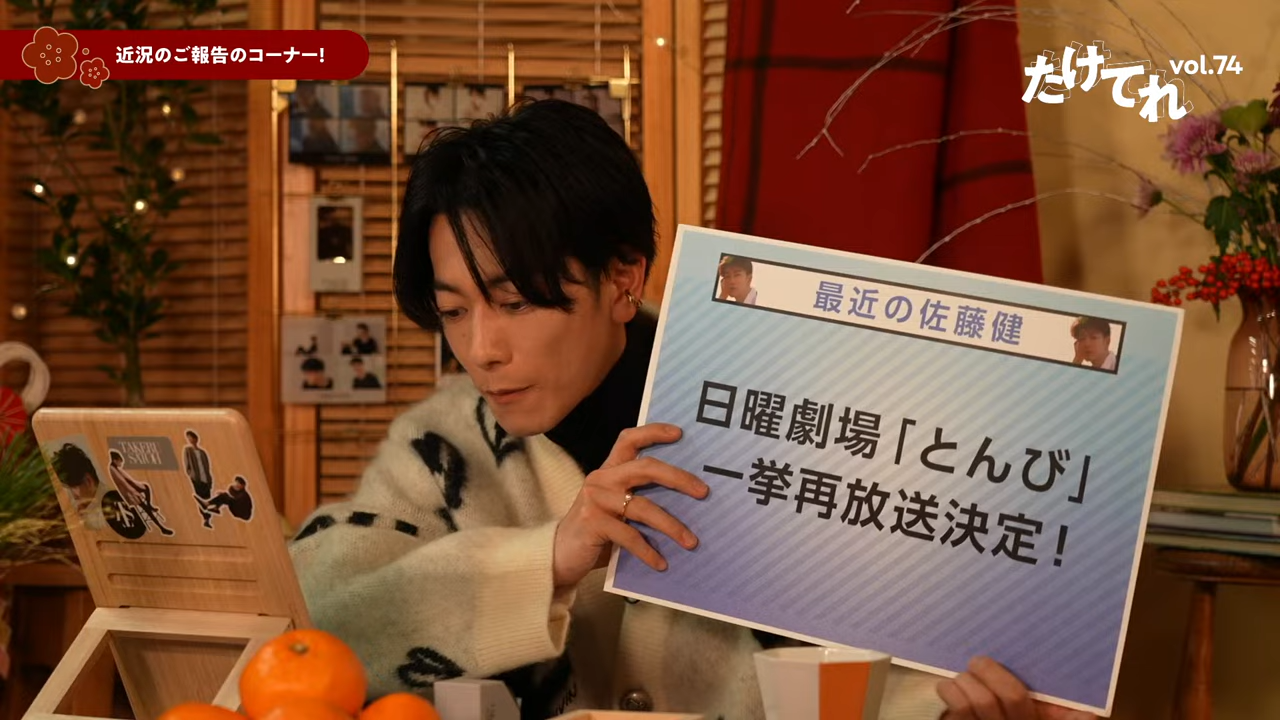 近況のご報告のコーナー!
たけてれ vol.74
最近の佐藤健
日曜劇場「とんび」
一挙再放送決定!
TAKERU
SATOH